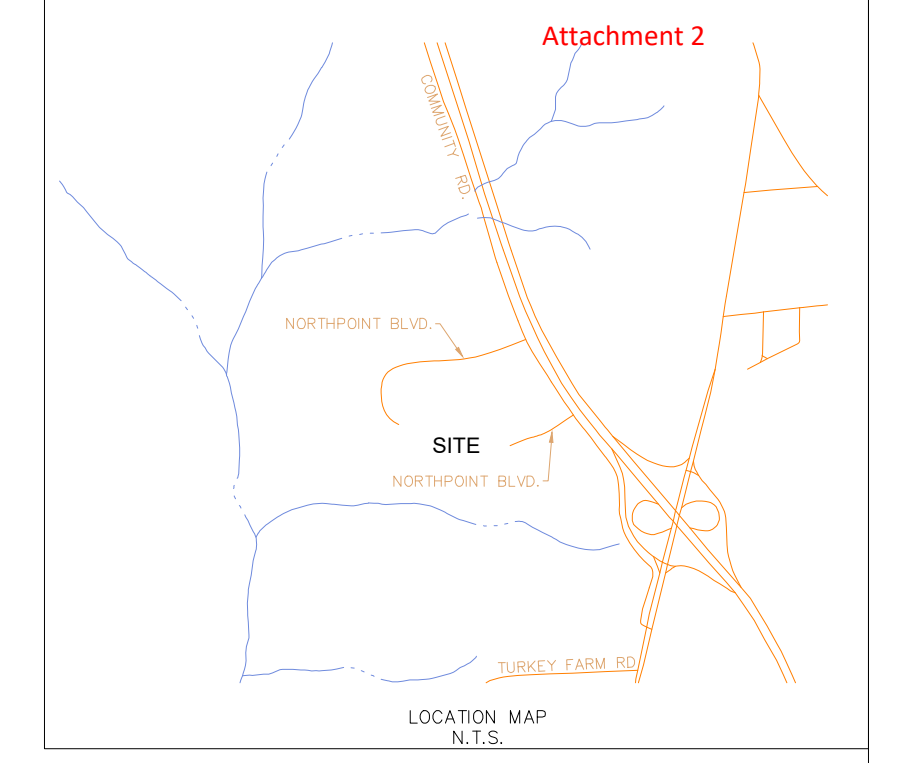 Attachment 2
COMMUNITY RD.
NORTHPOINT BLVD.
SITE
NORTHPOINT BLVD.
TURKEY FARM RD
LOCATION MAP
N.T.S.